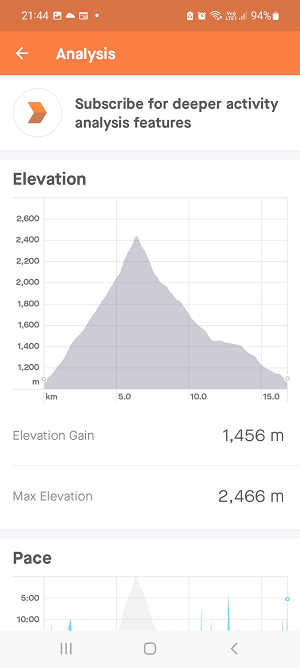 21:44
94%
Analysis
Subscribe for deeper activity
analysis features
Elevation
2,600
2,400
2,200
2,000
1,800
1,600
1,400
1,200
m
km 5.0 10.0 15.0
Elevation Gain 1,456 m
Max Elevation 2,466 m
Pace
5:00
10:00